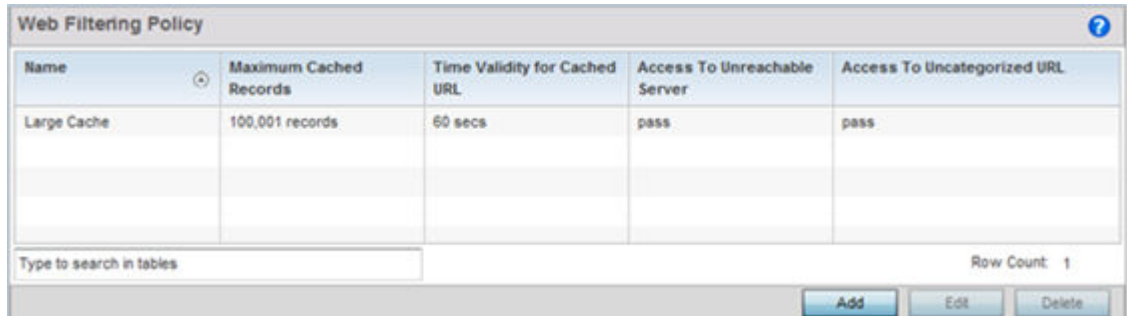 Web Filtering Policy
Name
Maximum Cached Records
Time Validity for Cached URL
Access To Unreachable Server
Access To Uncategorized URL
Large Cache
100,001 records
60 secs
pass
pass
Type to search in tables
Row Count: 1
Add
Edit
Delete